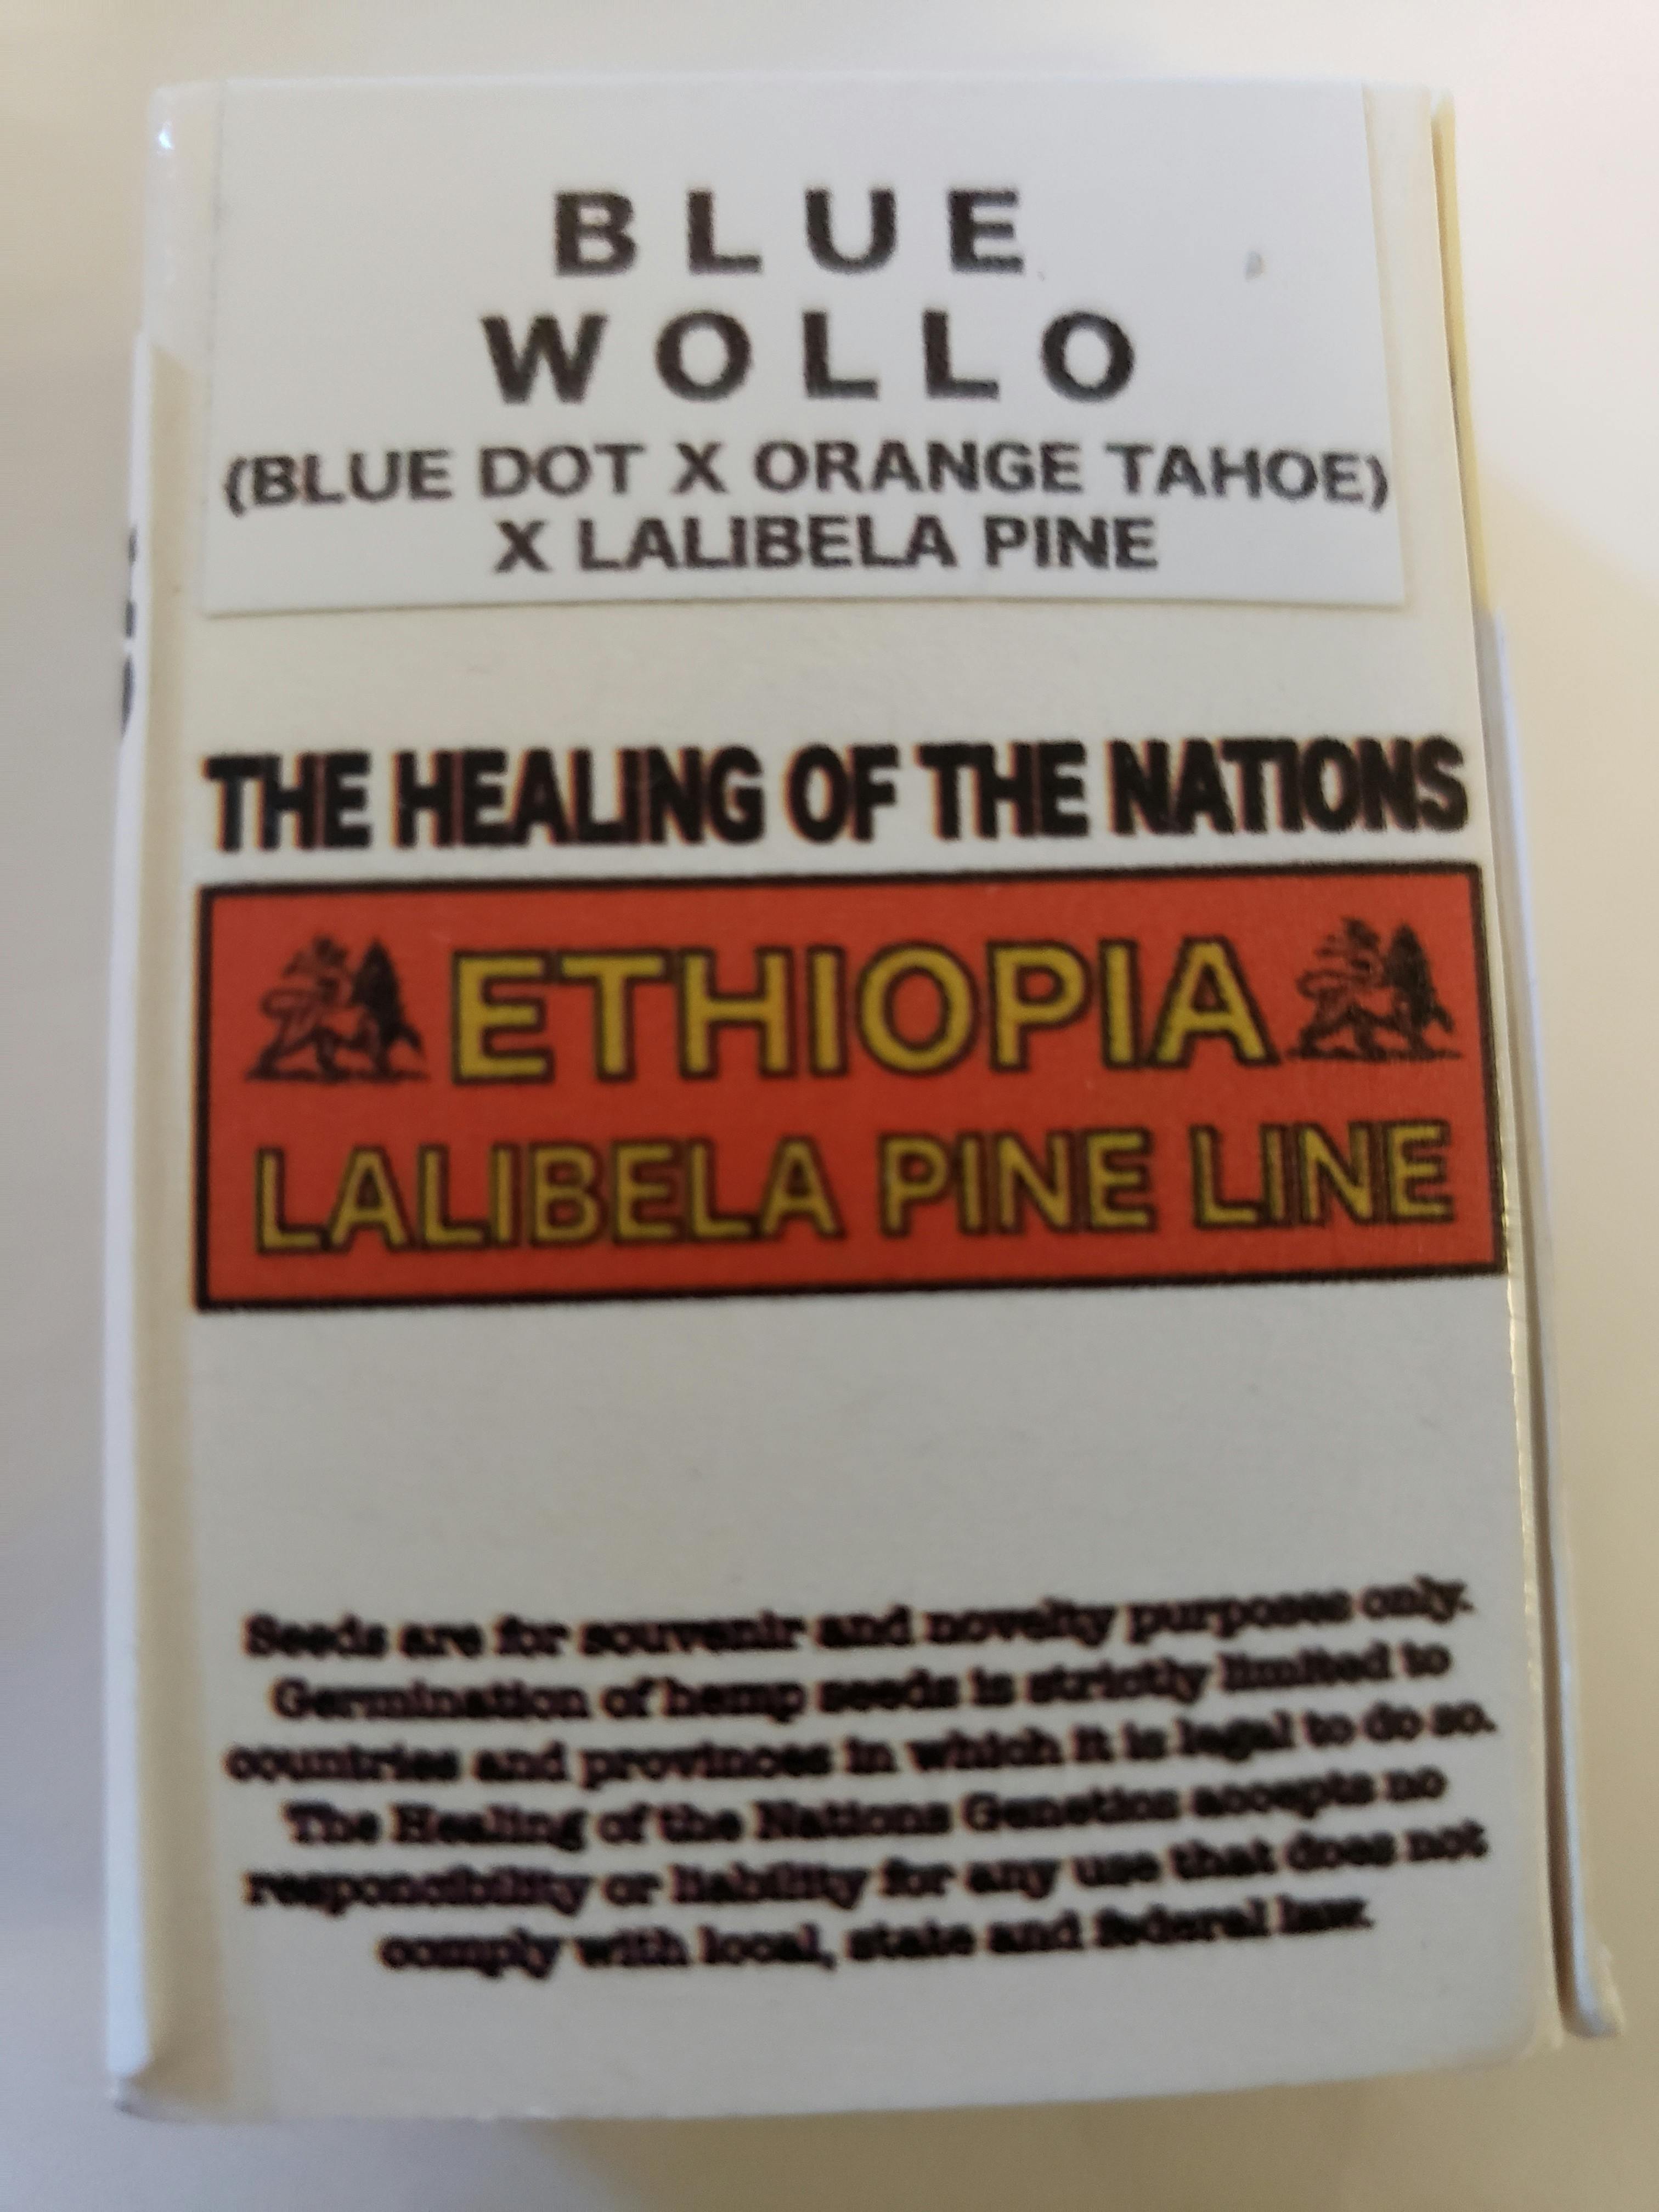 BLUE
WOLLO
(BLUE DOT X ORANGE TAHOE)
X LALIBELA PINE
THE HEALING OF THE NATIONS
ETHIOPIA
LALIBELA PINE LINE
Seeds are for souvenir and novelty purposes only.
Germination of hemp seeds is strictly limited to
countries and provinces in which it is legal to do so.
The Healing of the Nations Genetics accepts no
responsibility or liability for any use that does not
comply with local, state and federal law.